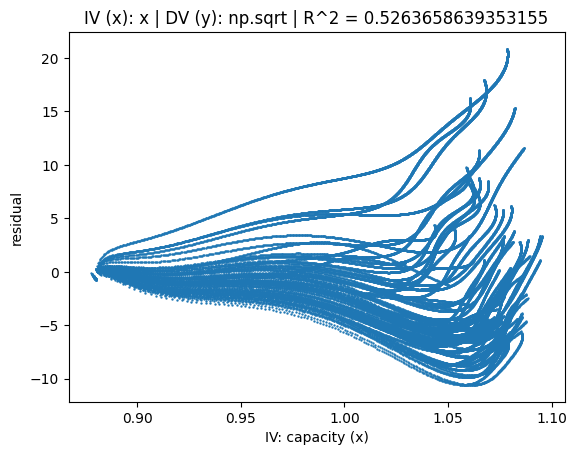 IV (x): x | DV (y): np.sqrt | R^2 = 0.5263658639353155
20
15
10
5
0
−5
−10
residual
0.90 0.95 1.00 1.05 1.10
IV: capacity (x)